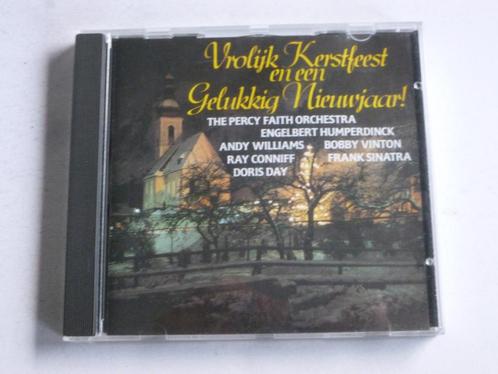 Vrolijk Kerstfeest
en een
Gelukkig Nieuwjaar!
THE PERCY FAITH ORCHESTRA
ENGELBERT HUMPERDINCK
ANDY WILLIAMS BOBBY VINTON
RAY CONNIFF FRANK SINATRA
DORIS DAY